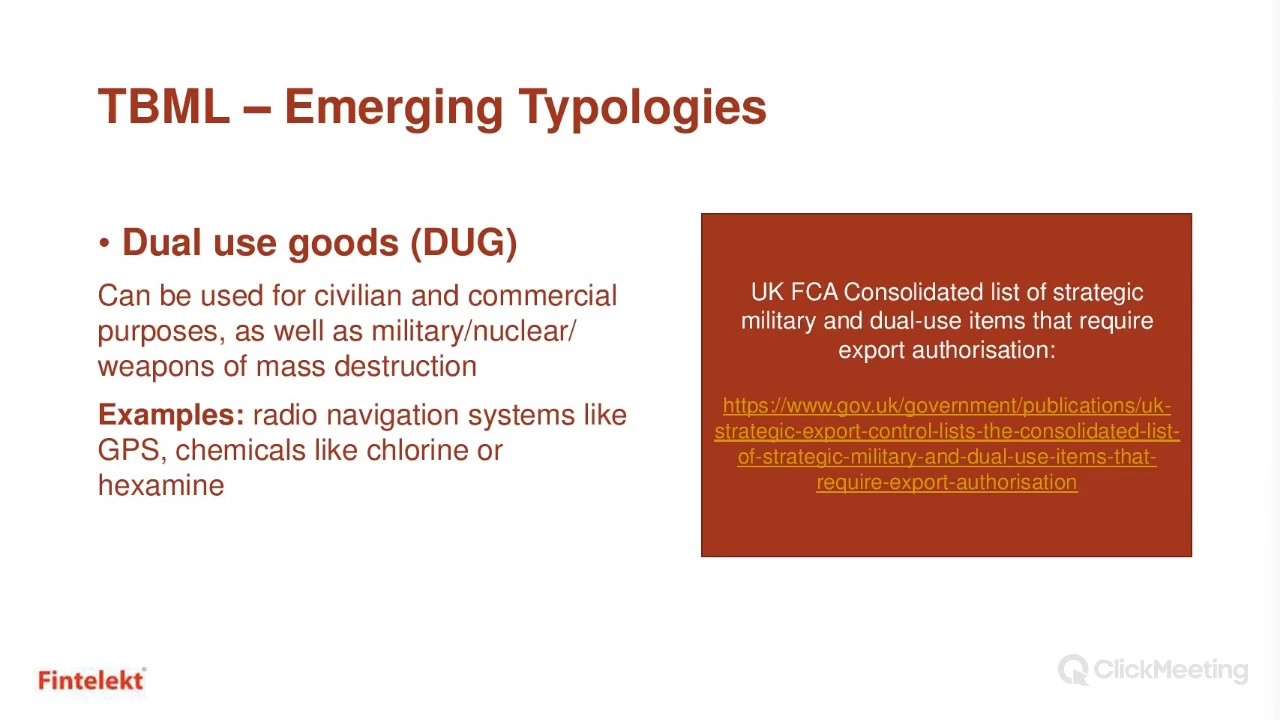 TBML – Emerging Typologies
• Dual use goods (DUG)
Can be used for civilian and commercial
purposes, as well as military/nuclear/
weapons of mass destruction
Examples: radio navigation systems like
GPS, chemicals like chlorine or
hexamine
UK FCA Consolidated list of strategic
military and dual-use items that require
export authorisation:
https://www.gov.uk/government/publications/uk-
strategic-export-control-lists-the-consolidated-list-
of-strategic-military-and-dual-use-items-that-
require-export-authorisation
Fintelekt®
ClickMeeting